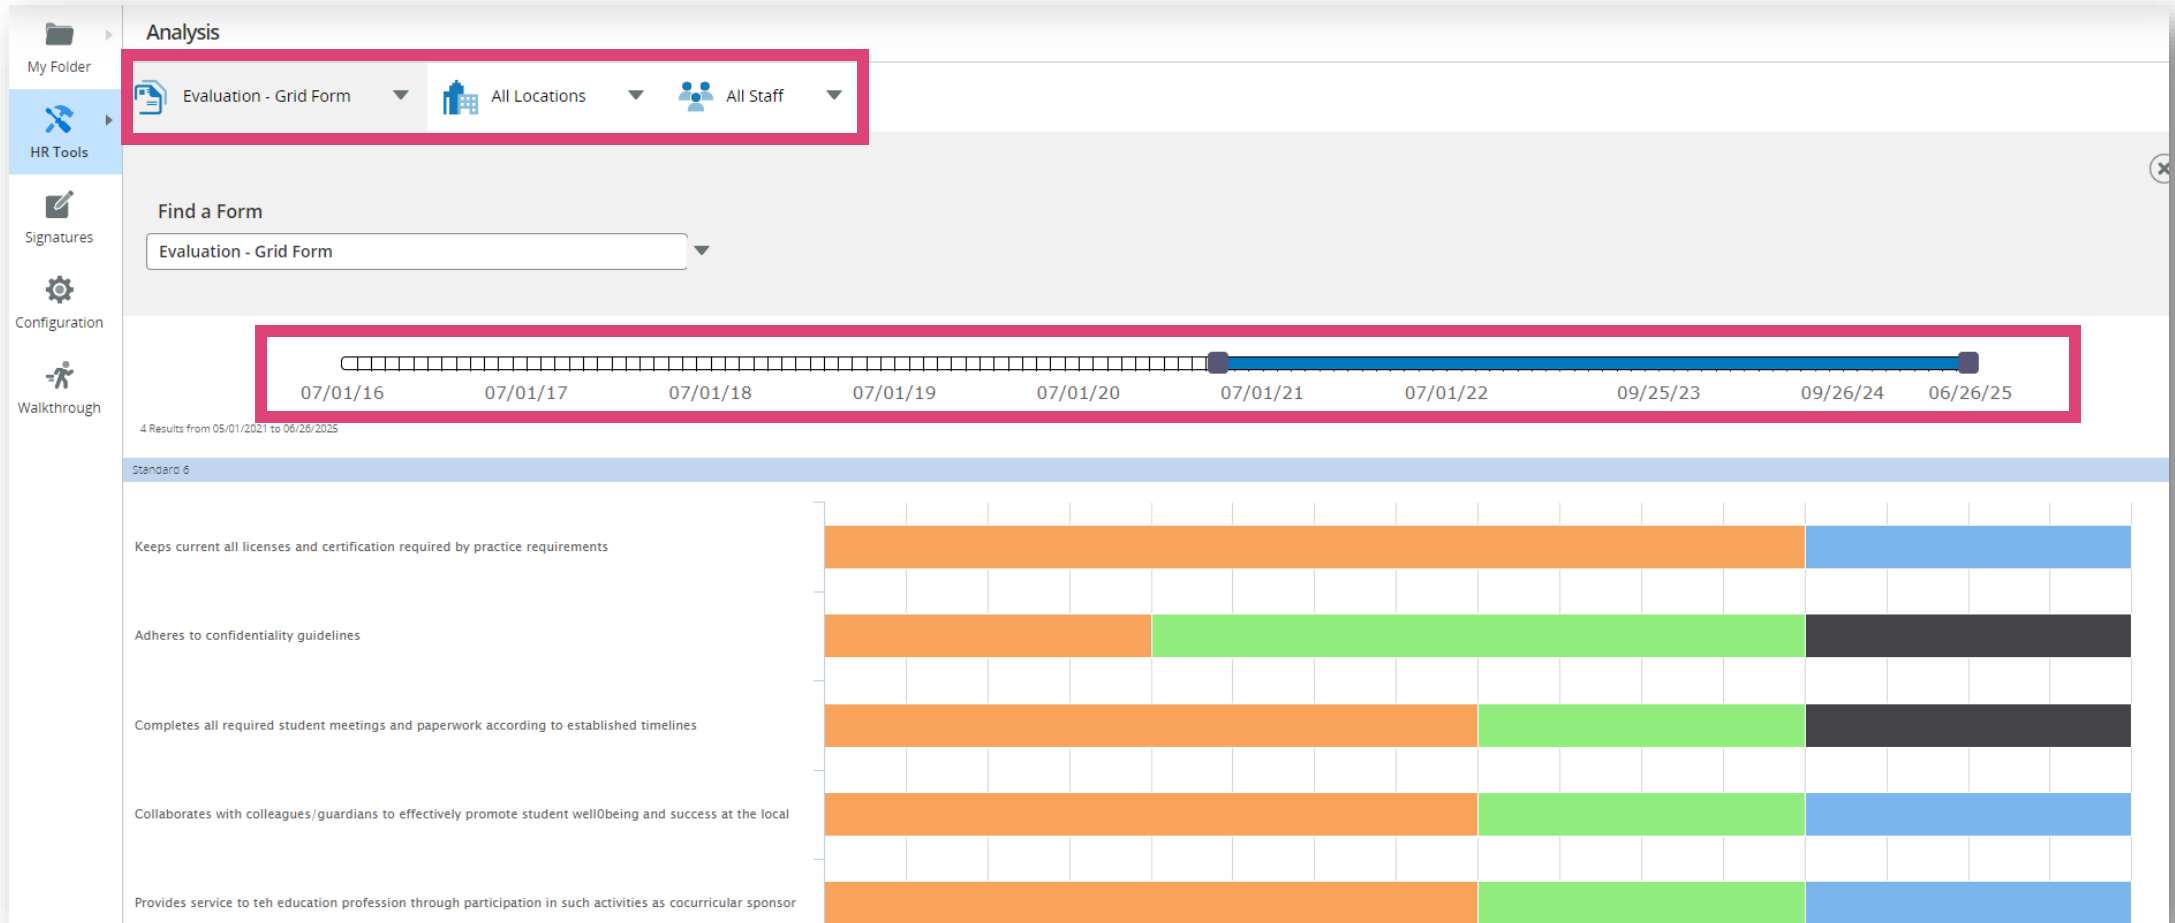 Analysis
My Folder
Evaluation - Grid Form All Locations All Staff
HR Tools
Signatures
Configuration
Walkthrough
Find a Form
Evaluation - Grid Form
07/01/16 07/01/17 07/01/18 07/01/19 07/01/20 07/01/21 07/01/22 09/25/23 09/26/24 06/26/25
4 Results from 05/01/2021 to 06/26/2025
Standard 6
Keeps current all licenses and certification required by practice requirements
Adheres to confidentiality guidelines
Completes all required student meetings and paperwork according to established timelines
Collaborates with colleagues/guardians to effectively promote student well0being and success at the local
Provides service to teh education profession through participation in such activities as cocurricular sponsor